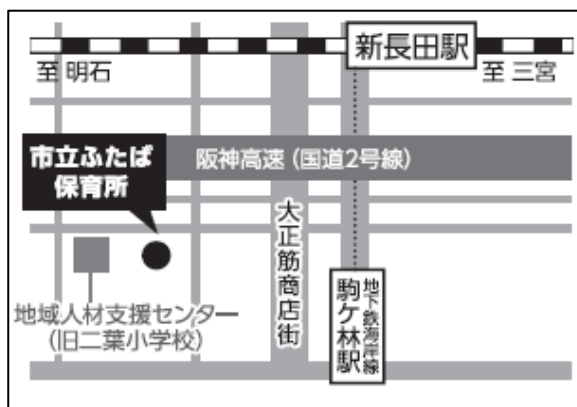 新長田駅
至 明石
至 三宮
市立ふたば
保育所
阪神高速（国道2号線）
大正筋商店街
地下鉄海岸線
駒ケ林駅
地域人材支援センター
（旧二葉小学校）